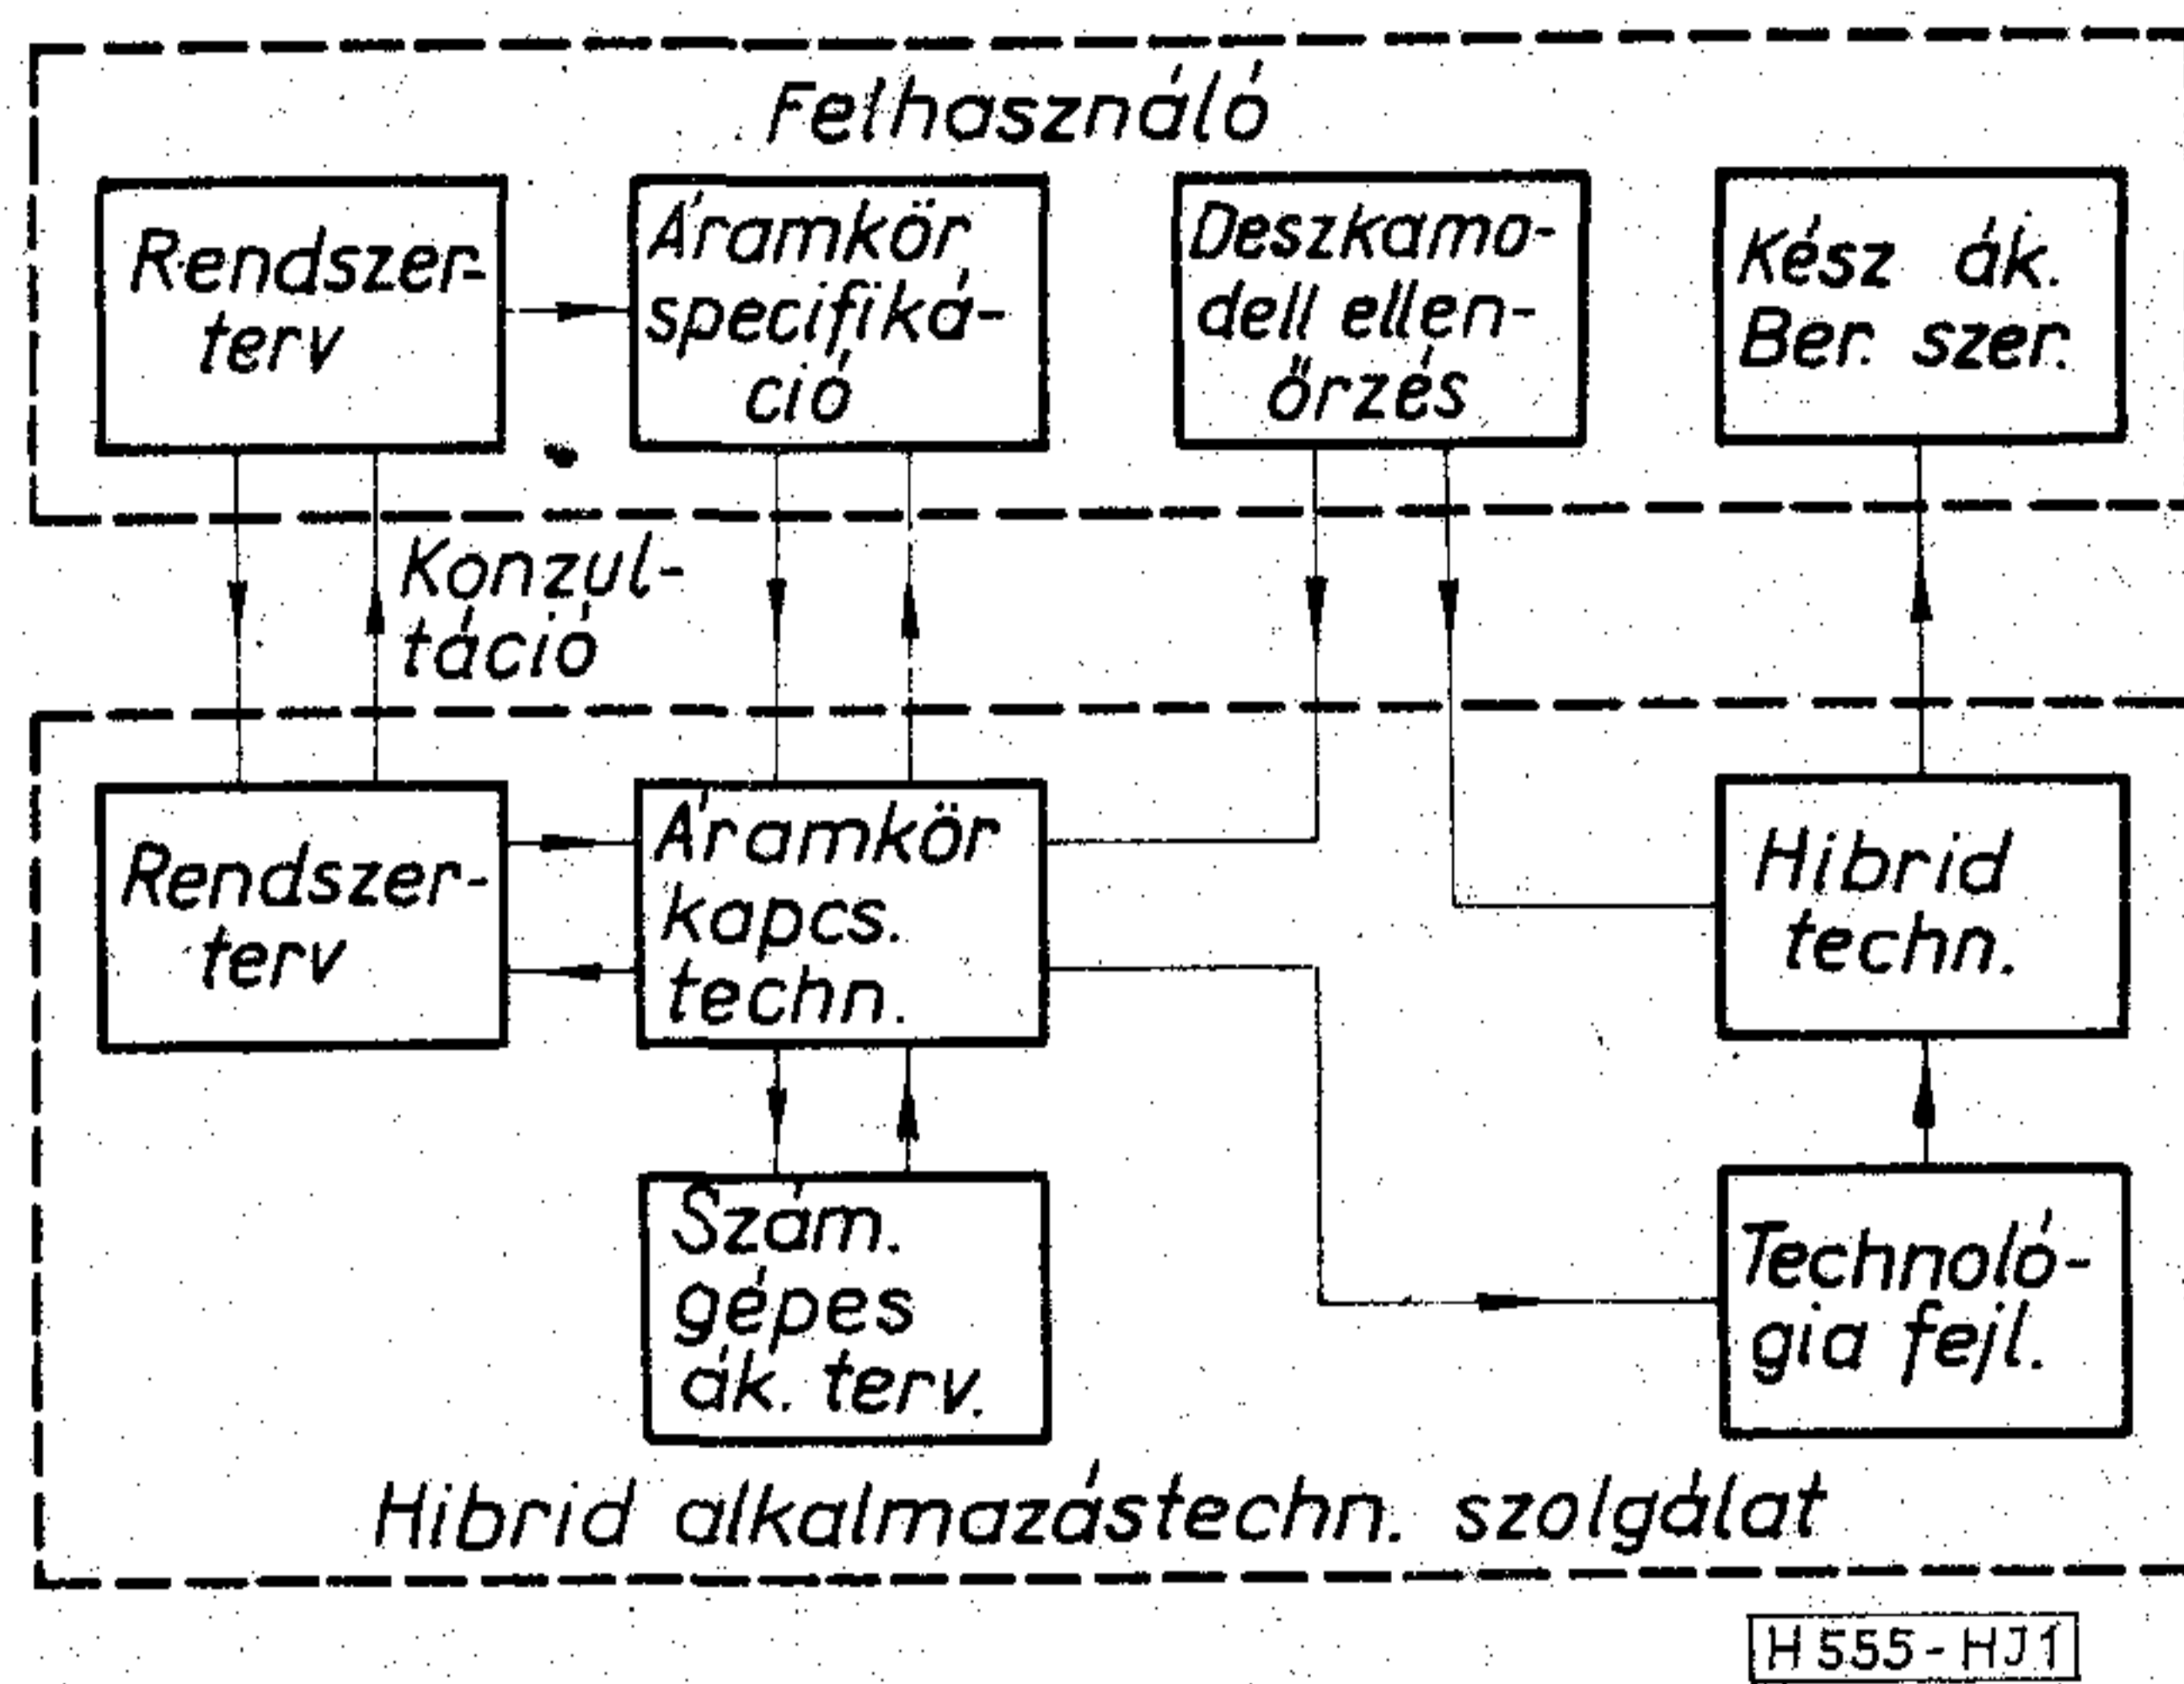 Felhasználó
Rendszer-
terv
Áramkör
specifiká-
ció
Deszkamo-
dell ellen-
őrzés
Kész ák.
Ber. szer.
Konzul-
táció
Rendszer-
terv
Áramkör
kapcs.
techn.
Hibrid
techn.
Szám.
gépes
ák. terv.
Technoló-
gia fejl.
Hibrid alkalmazástechn. szolgálat
H555-HJ1